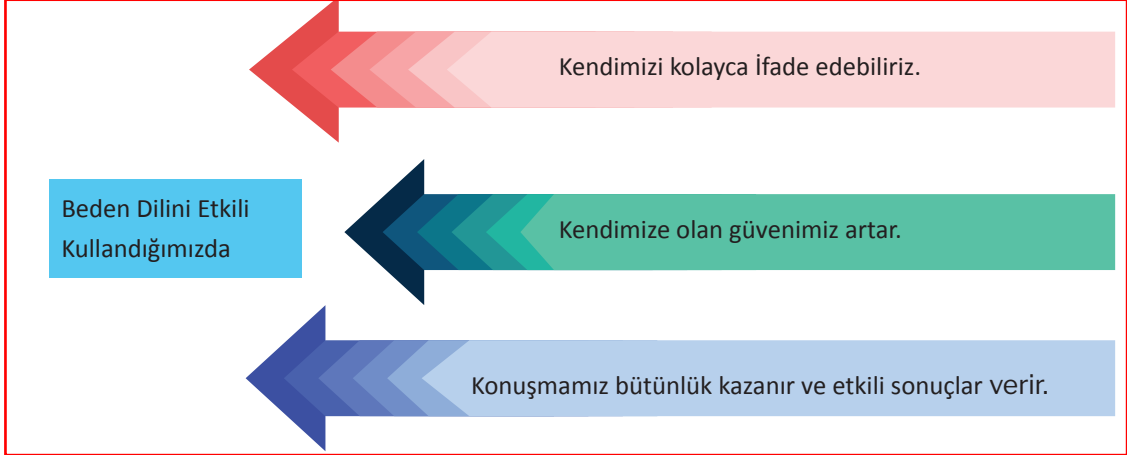 Kendimizi kolayca İfade edebiliriz.
Beden Dilini Etkili
Kullandığımızda
Kendimize olan güvenimiz artar.
Konuşmamız bütünlük kazanır ve etkili sonuçlar verir.